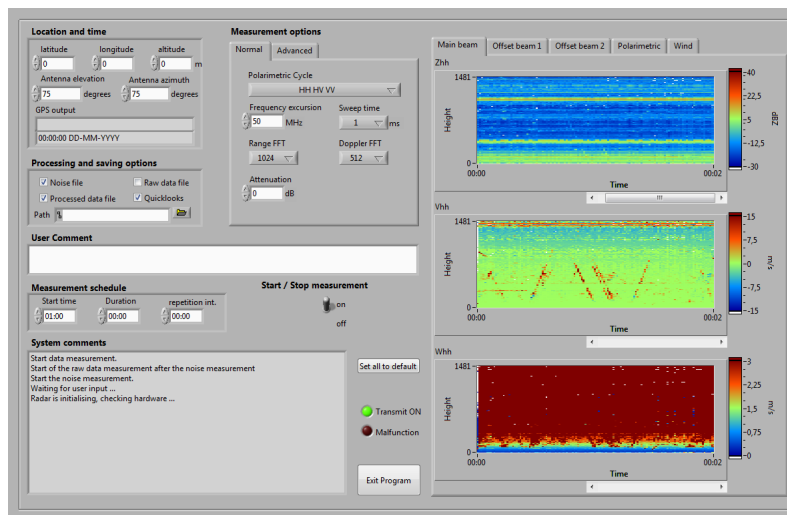 Location and time
latitude longitude altitude
0 0 0 m
Antenna elevation Antenna azimuth
75 degrees 75 degrees
GPS output
00:00:00 DD-MM-YYYY
Processing and saving options
Noise file Raw data file
Processed data file Quicklooks
Path
User Comment
Measurement schedule
Start time Duration repetition int.
01:00 00:00 00:00
System comments
Start data measurement.
Start of the raw data measurement after the noise measurement
Start the noise measurement.
Waiting for user input ...
Radar is initialising, checking hardware ...
Measurement options
Normal Advanced
Polarimetric Cycle
HH HV VV
Frequency excursion Sweep time
50 MHz 1 ms
Range FFT Doppler FFT
1024 512
Attenuation
0 dB
Start / Stop measurement
on
off
Set all to default
Transmit ON
Malfunction
Exit Program
Main beam Offset beam 1 Offset beam 2 Polarimetric Wind
Zhh
1481
Height
0
00:00 00:02
Time
40
22,5
5
-12,5
-30
dBZ
Vhh
1481
Height
0
00:00 00:02
Time
15
7,5
0
-7,5
-15
m/s
Whh
1481
Height
0
00:00 00:02
Time
3
2,25
1,5
0,75
0
m/s